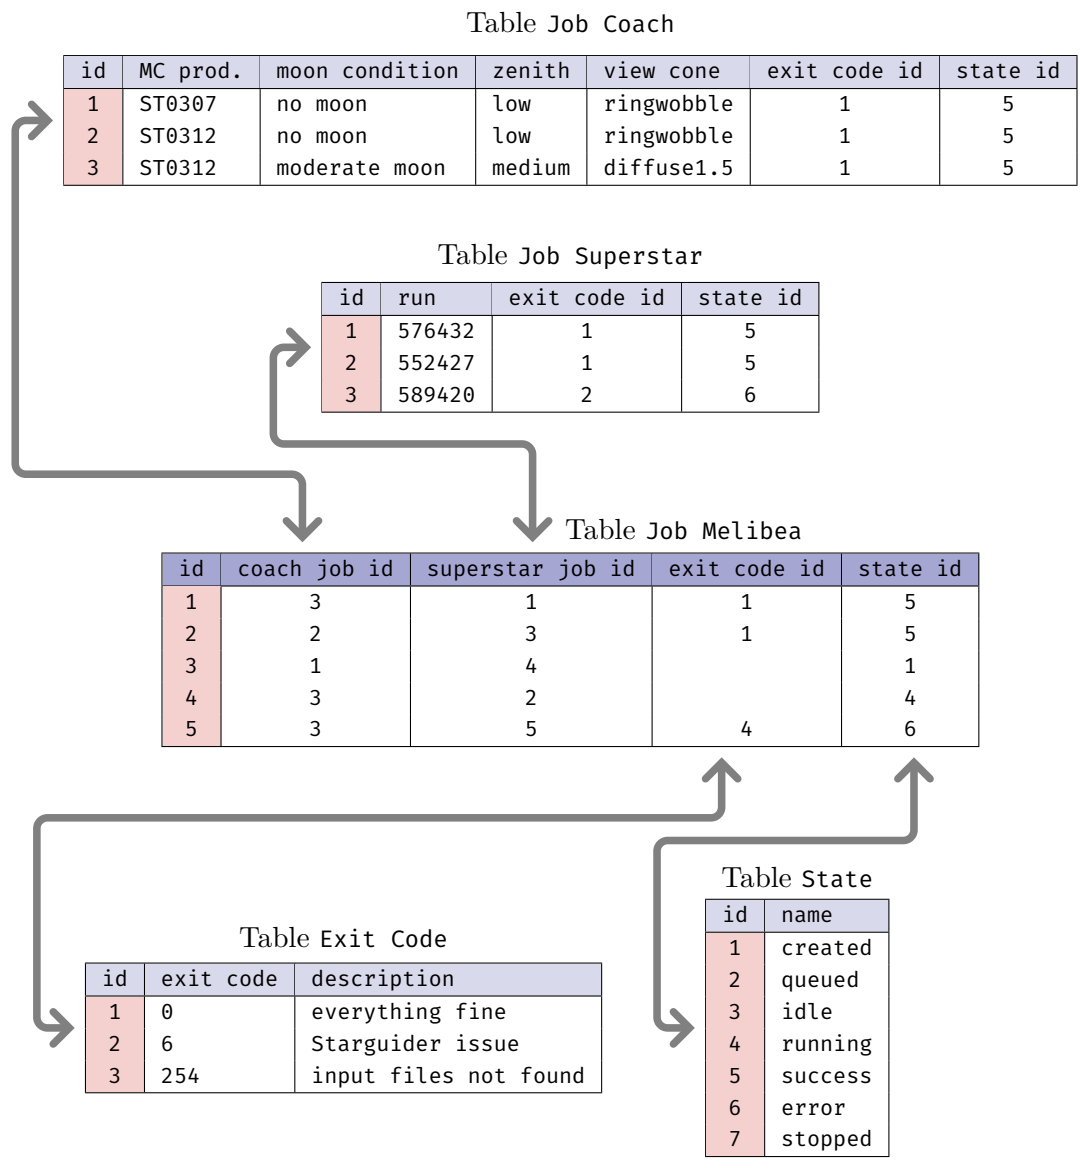 Table Job Coach
id MC prod. moon condition zenith view cone exit code id state id
1 ST0307 no moon low ringwobble 1 5
2 ST0312 no moon low ringwobble 1 5
3 ST0312 moderate moon medium diffuse1.5 1 5
Table Job Superstar
id run exit code id state id
1 576432 1 5
2 552427 1 5
3 589420 2 6
Table Job Melibea
id coach job id superstar job id exit code id state id
1 3 1 1 5
2 2 3 1 5
3 1 4 1
4 3 2 4
5 3 5 4 6
Table Exit Code
id exit code description
1 0 everything fine
2 6 Starguider issue
3 254 input files not found
Table State
id name
1 created
2 queued
3 idle
4 running
5 success
6 error
7 stopped